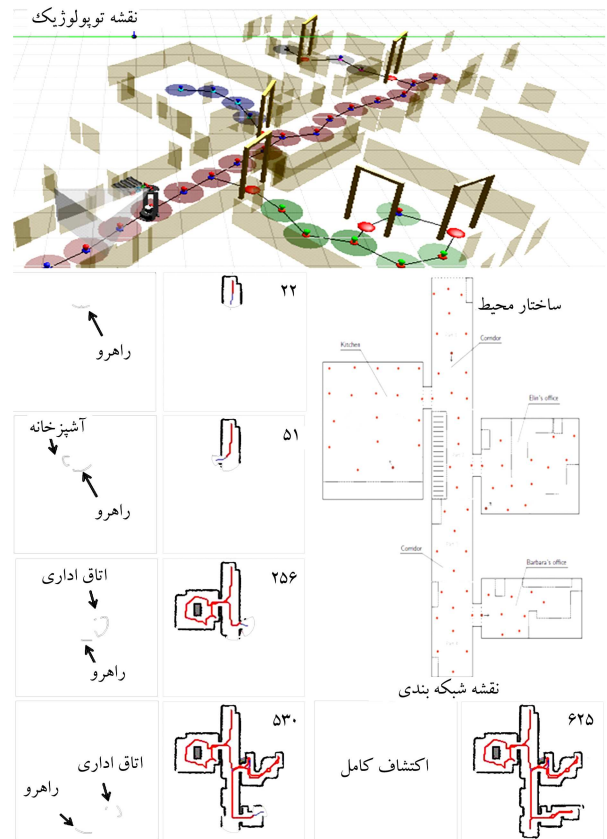 نقشه توپولوژیک
۲۲
راهرو
ساختار محیط
Corridor
Kitchen
Elin's office
آشپزخانه
۵۱
راهرو
Corridor
Barbara's office
اتاق اداری
۲۵۶
راهرو
نقشه شبکه بندی
۵۳۰
اتاق اداری
راهرو
۶۲۵
اکتشاف کامل